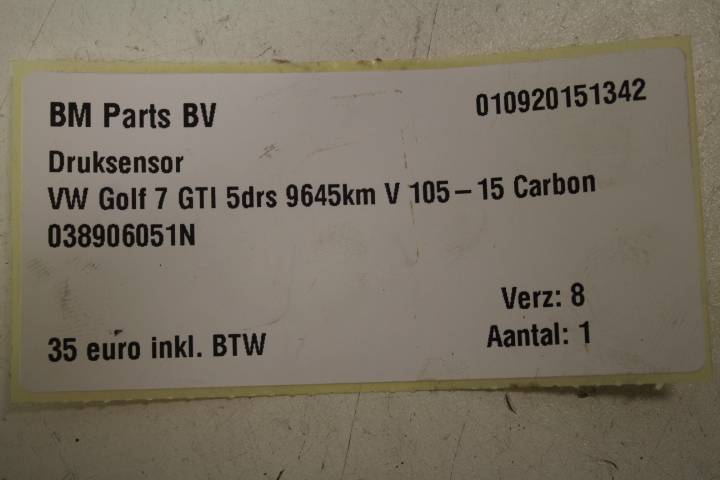 BM Parts BV
010920151342
Druksensor
VW Golf 7 GTI 5drs 9645km V 105 – 15 Carbon
038906051N
Verz: 8
35 euro inkl. BTW
Aantal: 1